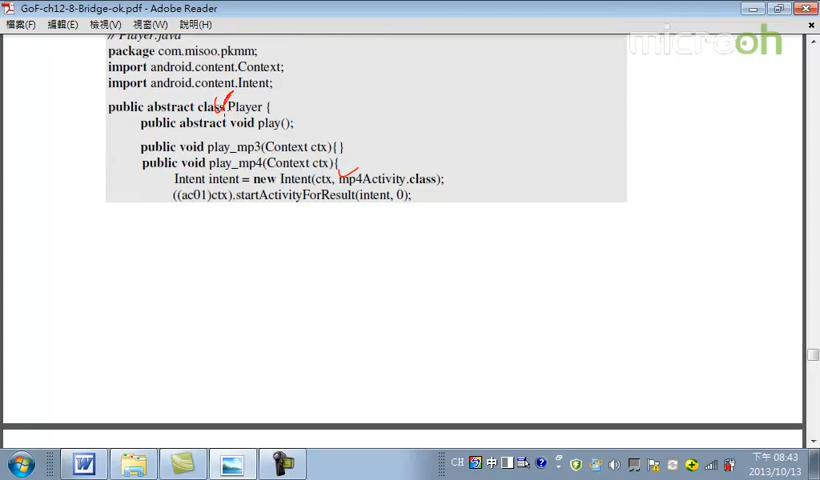 GoF-ch12-8-Bridge-ok.pdf - Adobe Reader
檔案(F) 編輯(E) 檢視(V) 視窗(W) 說明(H)
microoh
// Player.java
package com.misoo.pkmm;
import android.content.Context;
import android.content.Intent;
public abstract class Player {
public abstract void play();
public void play_mp3(Context ctx){}
public void play_mp4(Context ctx){
Intent intent = new Intent(ctx, mp4Activity.class);
((ac01)ctx).startActivityForResult(intent, 0);
CH 中
下午 08:43
2013/10/13